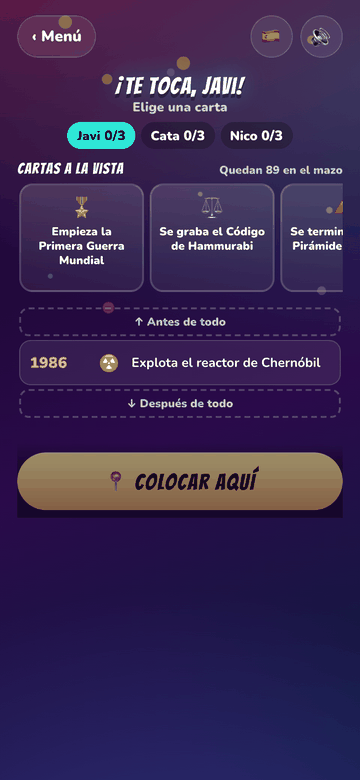 ‹ Menú
¡TE TOCA, JAVI!
Elige una carta
Javi 0/3
Cata 0/3
Nico 0/3
CARTAS A LA VISTA
Quedan 89 en el mazo
Empieza la
Primera Guerra
Mundial
Se graba el Código
de Hammurabi
Se termin
Pirámide
↑ Antes de todo
1986
Explota el reactor de Chernóbil
↓ Después de todo
COLOCAR AQUÍ